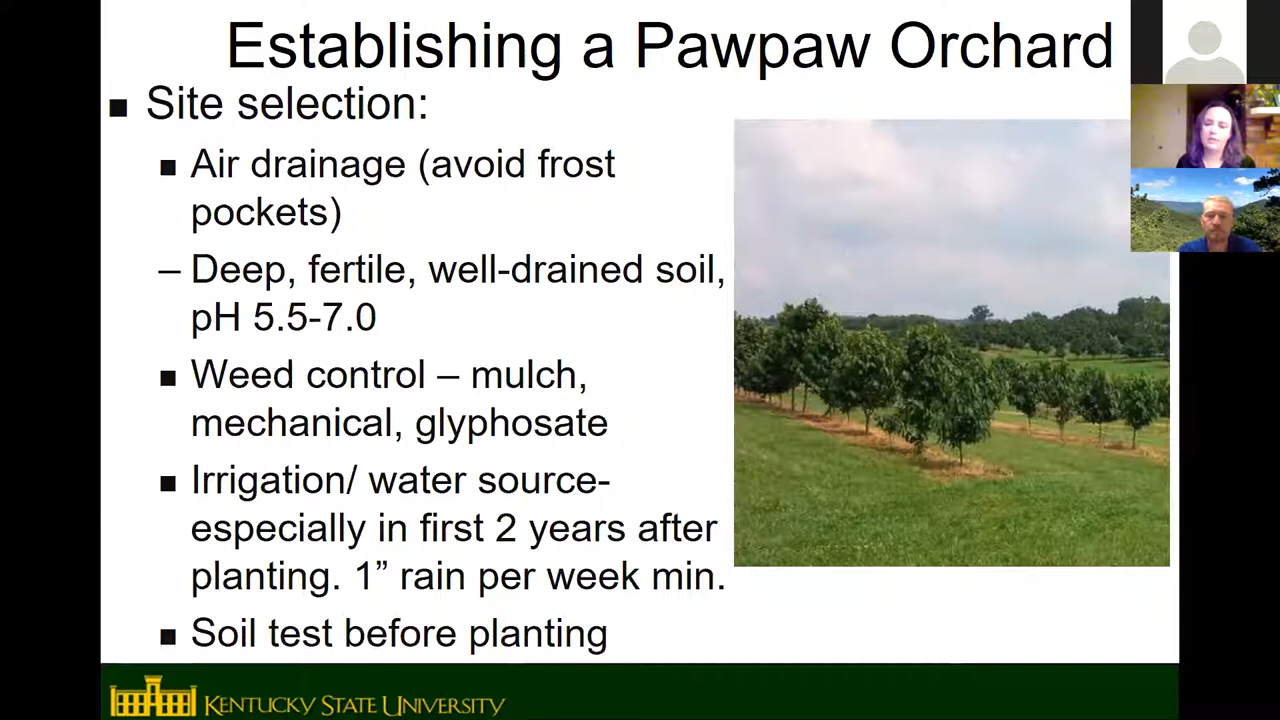 Establishing a Pawpaw Orchard
■ Site selection:
■ Air drainage (avoid frost
pockets)
– Deep, fertile, well-drained soil,
pH 5.5-7.0
■ Weed control – mulch,
mechanical, glyphosate
■ Irrigation/ water source-
especially in first 2 years after
planting. 1” rain per week min.
■ Soil test before planting
KENTUCKY STATE UNIVERSITY